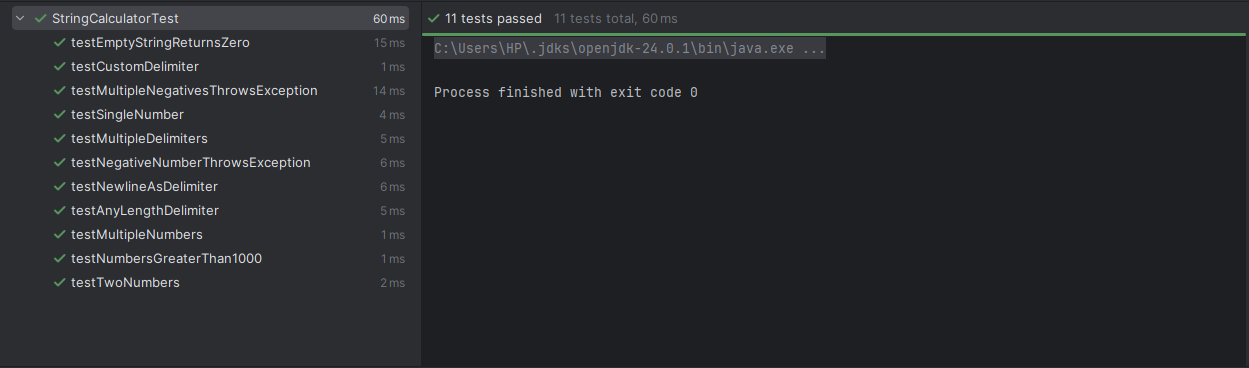 StringCalculatorTest 60 ms
testEmptyStringReturnsZero 15 ms
testCustomDelimiter 1 ms
testMultipleNegativesThrowsException 14 ms
testSingleNumber 4 ms
testMultipleDelimiters 5 ms
testNegativeNumberThrowsException 6 ms
testNewlineAsDelimiter 6 ms
testAnyLengthDelimiter 5 ms
testMultipleNumbers 1 ms
testNumbersGreaterThan1000 1 ms
testTwoNumbers 2 ms
11 tests passed 11 tests total, 60 ms
C:\Users\HP\.jdks\openjdk-24.0.1\bin\java.exe ...
Process finished with exit code 0